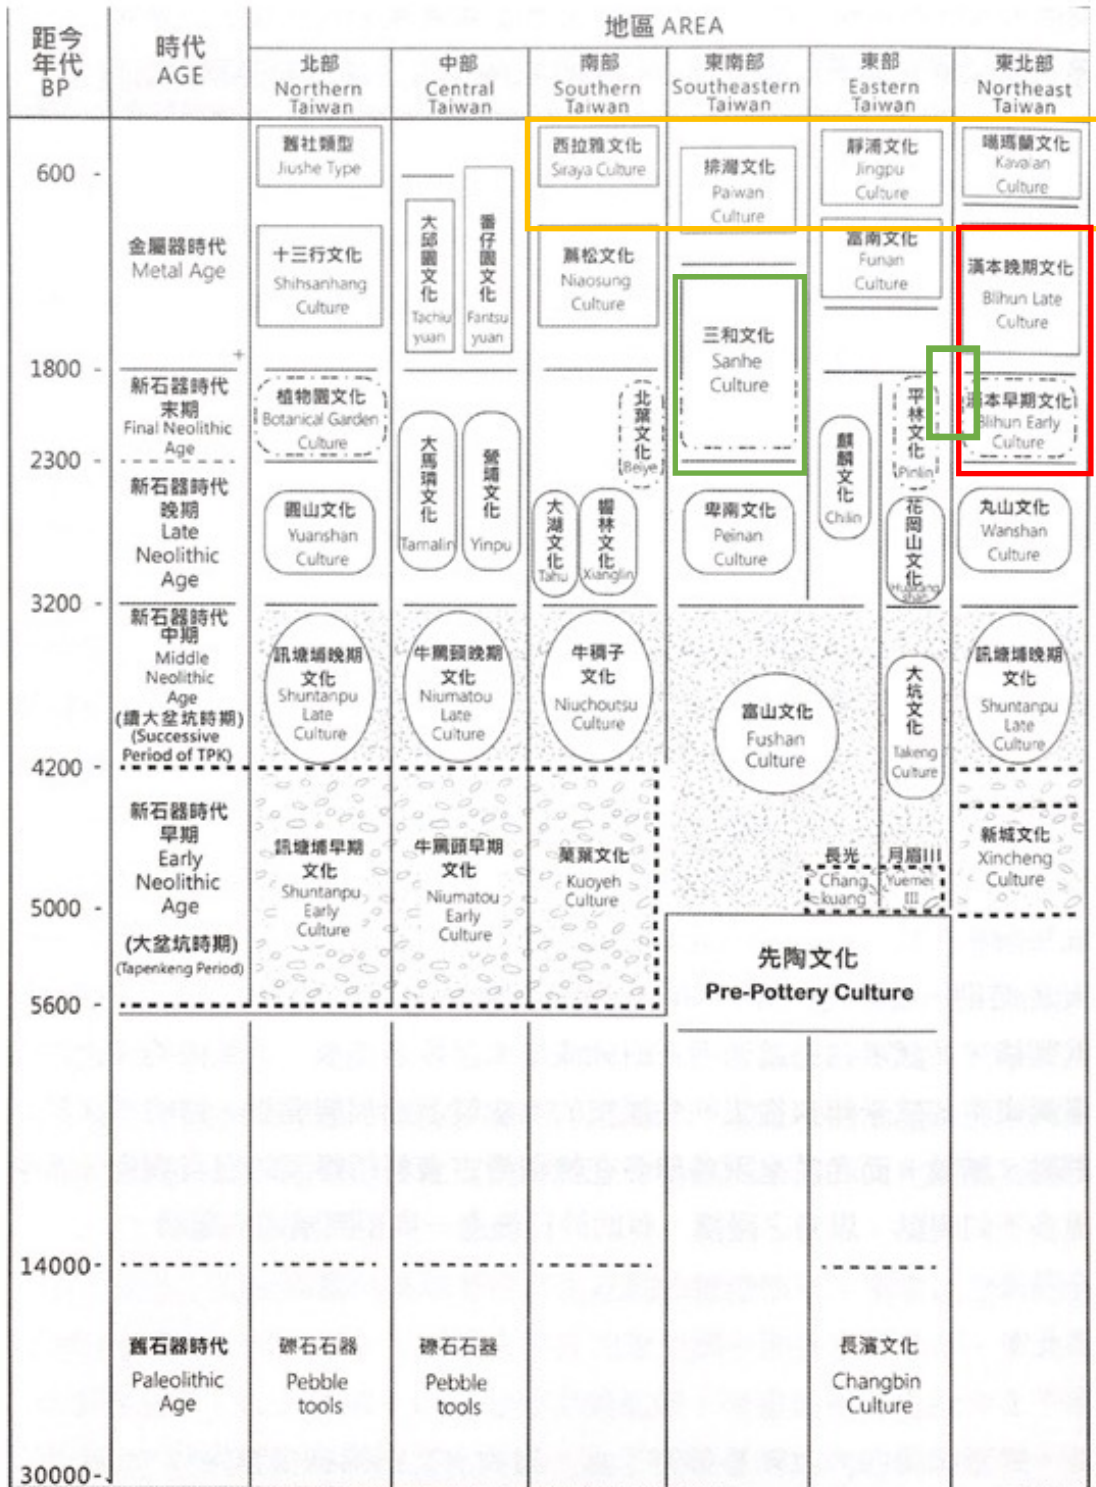 距今
年代
BP
時代
AGE
地區 AREA
北部
Northern
Taiwan
中部
Central
Taiwan
南部
Southern
Taiwan
東南部
Southeastern
Taiwan
東部
Eastern
Taiwan
東北部
Northeast
Taiwan
600 -
金屬器時代
Metal Age
舊社類型
Jiushe Type
十三行文化
Shihsanhang
Culture
大邱園文化
Tachiu
yuan
番仔園文化
Fantsu
yuan
西拉雅文化
Siraya Culture
蔦松文化
Niaosung
Culture
排灣文化
Paiwan
Culture
三和文化
Sanhe
Culture
靜浦文化
Jingpu
Culture
富南文化
Funan
Culture
噶瑪蘭文化
Kavalan
Culture
漢本晚期文化
Blihun Late
Culture
1800 -
新石器時代
末期
Final Neolithic
Age
植物園文化
Botanical Garden
Culture
大馬璘文化
Tamalin
營埔文化
Yinpu
北葉文化
Beiye
麒麟文化
Chilin
平林文化
Pinlin
漢本早期文化
Blihun Early
Culture
2300 -
新石器時代
晚期
Late
Neolithic
Age
圓山文化
Yuanshan
Culture
大湖文化
Tahu
響林文化
Xianglin
卑南文化
Peinan
Culture
花岡山文化
丸山文化
Wanshan
Culture
3200 -
新石器時代
中期
Middle
Neolithic
Age
(續大坌坑時期)
(Successive
Period of TPK)
訊塘埔晚期
文化
Shuntanpu
Late
Culture
牛罵頭晚期
文化
Niumatou
Late
Culture
牛稠子
文化
Niuchoutsu
Culture
富山文化
Fushan
Culture
大坑文化
Takeng
Culture
訊塘埔晚期
文化
Shuntanpu
Late
Culture
4200 -
新石器時代
早期
Early
Neolithic
Age
(大坌坑時期)
(Tapenkeng Period)
訊塘埔早期
文化
Shuntanpu
Early
Culture
牛罵頭早期
文化
Niumatou
Early
Culture
菓葉文化
Kuoyeh
Culture
長光
Chang
kuang
月眉III
Yuemei
III
新城文化
Xincheng
Culture
5000 -
先陶文化
Pre-Pottery Culture
5600 -
14000 -
舊石器時代
Paleolithic
Age
礫石石器
Pebble
tools
礫石石器
Pebble
tools
長濱文化
Changbin
Culture
30000 -